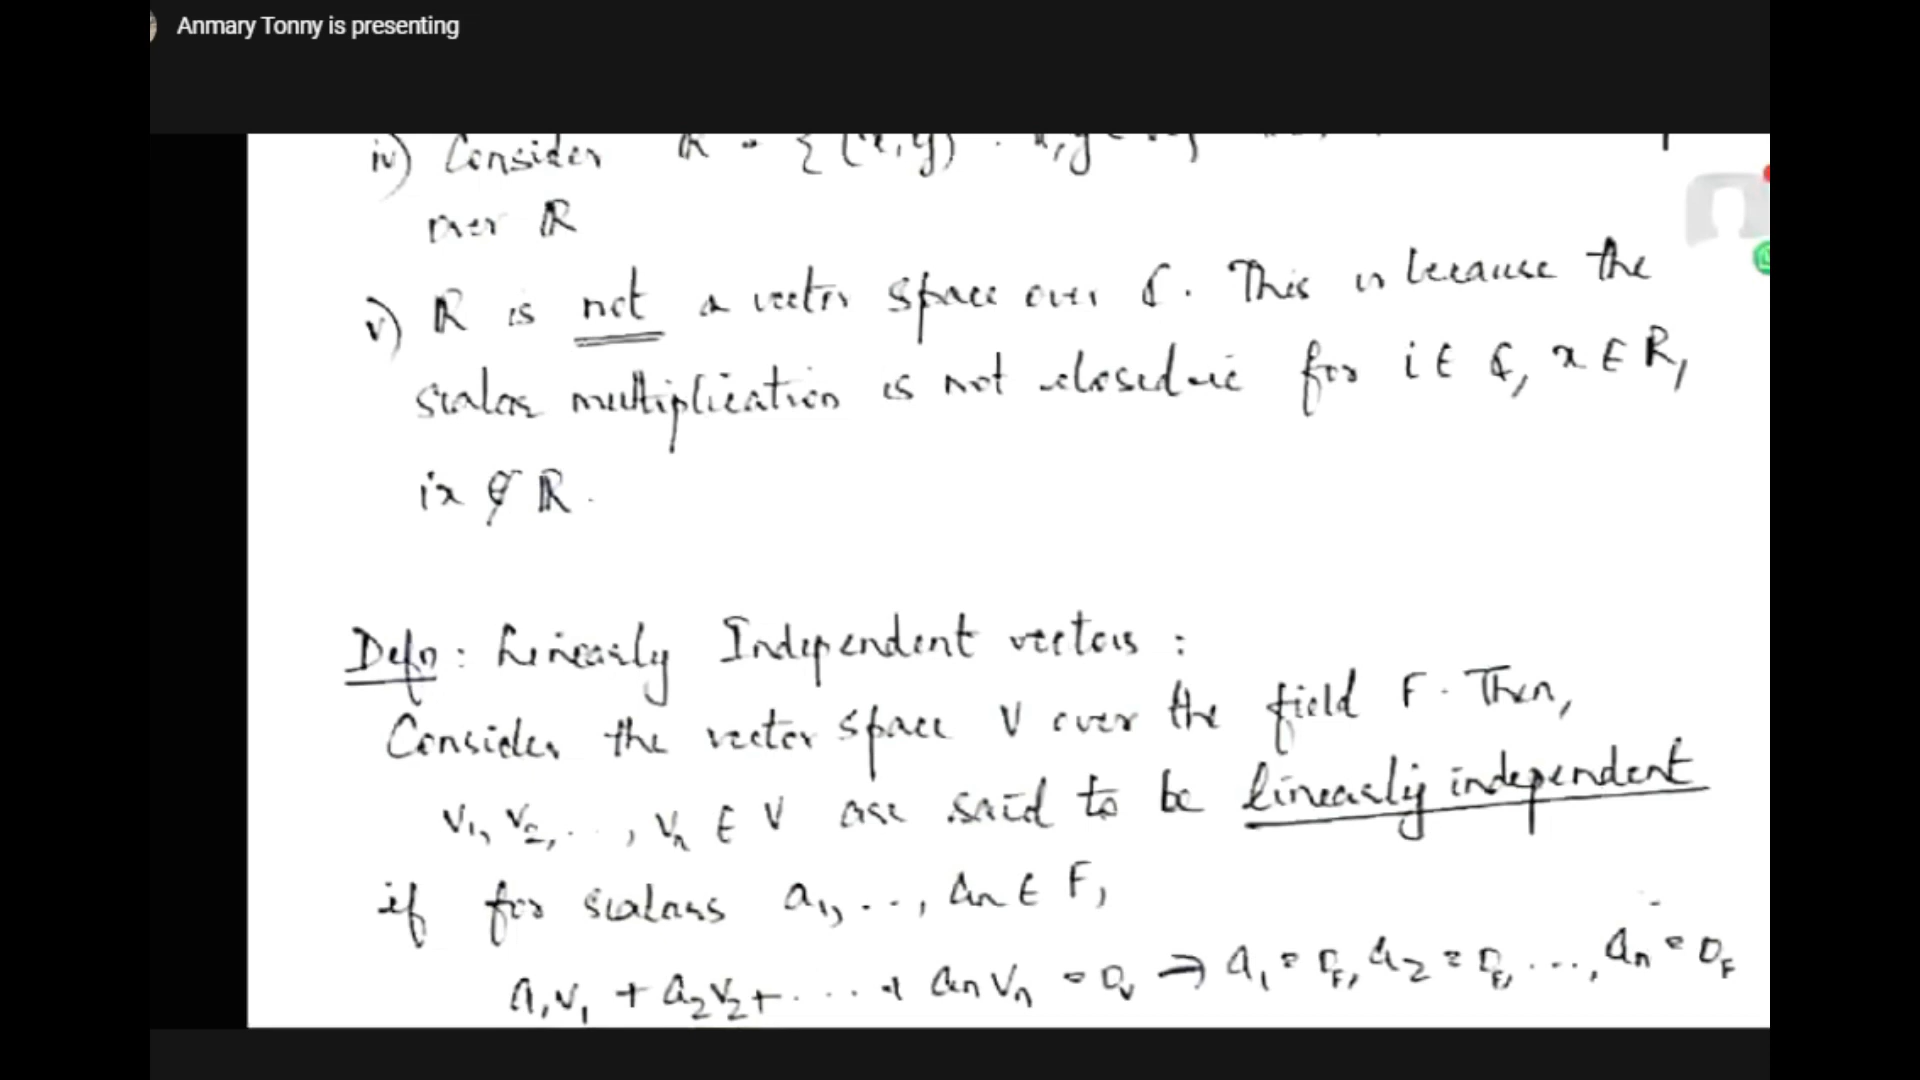 Anmary Tonny is presenting
iv) Consider
over ℝ
v) ℝ is not a vector space over ℂ. This is because the
scalar multiplication is not closed ie for i ∈ ℂ, x ∈ ℝ,
ix ∉ ℝ.
Defn: Linearly Independent vectors :
Consider the vector space V over the field F. Then,
v₁, v₂, . . , vₙ ∈ V are said to be linearly independent
if for scalars a₁, . . , aₙ ∈ F,
a₁v₁ + a₂v₂ + . . . . + aₙvₙ = 0ᵥ ⇒ a₁ = 0_F, a₂ = 0_F, . . . , aₙ = 0_F